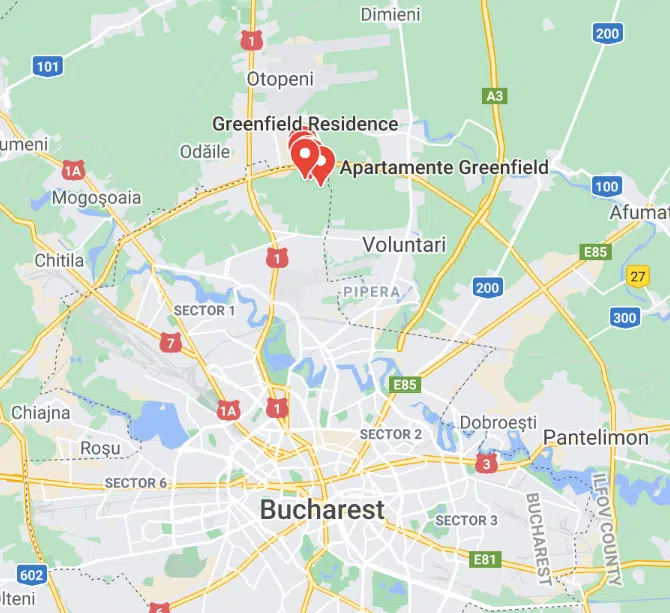 Dimieni
200
1
101
Otopeni
A3
Greenfield Residence
umeni
Odăile
1A
Apartamente Greenfield
100
Mogoşoaia
Afumaț
Voluntari
E85
Chitila
1
27
PIPERA
200
SECTOR 1
300
7
E85
Chiajna
1A
1
Dobroeşti
SECTOR 2
Pantelimon
Roşu
3
SECTOR 6
ILFOV COUNTY
BUCHAREST
Bucharest
SECTOR 3
E81
602
Olteni
6